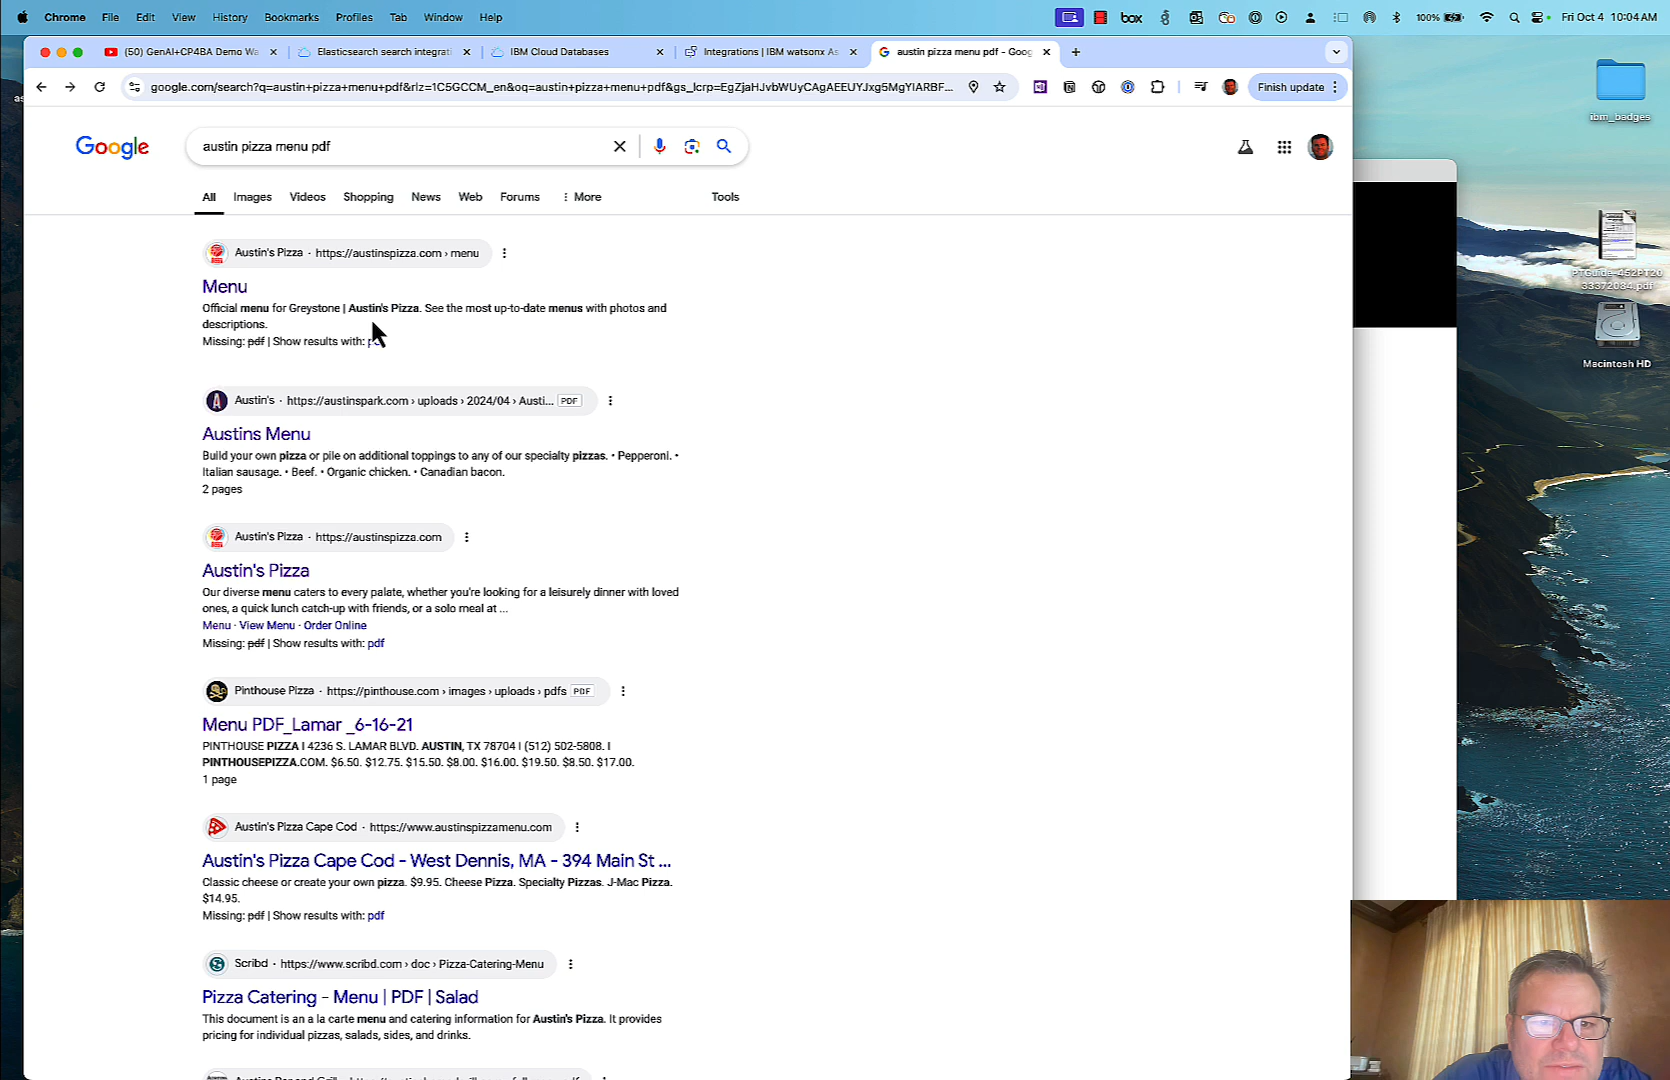 Chrome File Edit View History Bookmarks Profiles Tab Window Help
box 100% Fri Oct 4 10:04 AM
(50) GenAI+CP4BA Demo Wa
Elasticsearch search integrati
IBM Cloud Databases
Integrations | IBM watsonx As
austin pizza menu pdf - Goog
google.com/search?q=austin+pizza+menu+pdf&rlz=1C5GCCM_en&oq=austin+pizza+menu+pdf&gs_lcrp=EgZjaHJvbWUyCAgAEEUYJxg5MgYIARBF...
Finish update
Google
austin pizza menu pdf
All Images Videos Shopping News Web Forums More Tools
Austin's Pizza · https://austinspizza.com › menu
Menu
Official menu for Greystone | Austin's Pizza. See the most up-to-date menus with photos and
descriptions.
Missing: pdf | Show results with:
Austin's · https://austinspark.com › uploads › 2024/04 › Austi... PDF
Austins Menu
Build your own pizza or pile on additional toppings to any of our specialty pizzas. • Pepperoni. •
Italian sausage. • Beef. • Organic chicken. • Canadian bacon.
2 pages
Austin's Pizza · https://austinspizza.com
Austin's Pizza
Our diverse menu caters to every palate, whether you're looking for a leisurely dinner with loved
ones, a quick lunch catch-up with friends, or a solo meal at ...
Menu · View Menu · Order Online
Missing: pdf | Show results with: pdf
Pinthouse Pizza · https://pinthouse.com › images › uploads › pdfs PDF
Menu PDF_Lamar _6-16-21
PINTHOUSE PIZZA I 4236 S. LAMAR BLVD. AUSTIN, TX 78704 I (512) 502-5808. I
PINTHOUSEPIZZA.COM. $6.50. $12.75. $15.50. $8.00. $16.00. $19.50. $8.50. $17.00.
1 page
Austin's Pizza Cape Cod · https://www.austinspizzamenu.com
Austin's Pizza Cape Cod - West Dennis, MA - 394 Main St ...
Classic cheese or create your own pizza. $9.95. Cheese Pizza. Specialty Pizzas. J-Mac Pizza.
$14.95.
Missing: pdf | Show results with: pdf
Scribd · https://www.scribd.com › doc › Pizza-Catering-Menu
Pizza Catering - Menu | PDF | Salad
This document is an a la carte menu and catering information for Austin's Pizza. It provides
pricing for individual pizzas, salads, sides, and drinks.
ibm_badges
PTGuide-452PT20
33372084.pdf
Macintosh HD